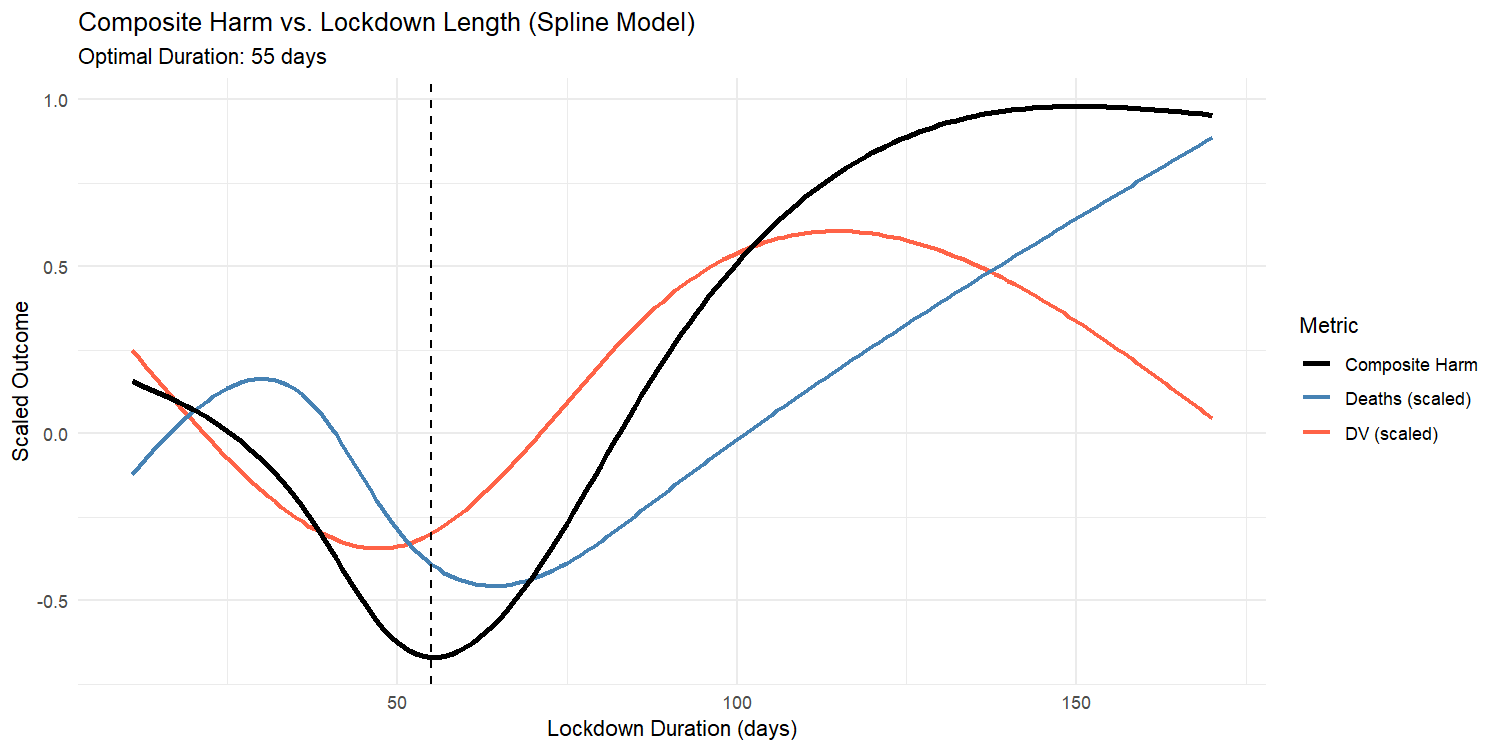 Composite Harm vs. Lockdown Length (Spline Model)
Optimal Duration: 55 days
1.0
0.5
0.0
-0.5
Scaled Outcome
50
100
150
Lockdown Duration (days)
Metric
Composite Harm
Deaths (scaled)
DV (scaled)